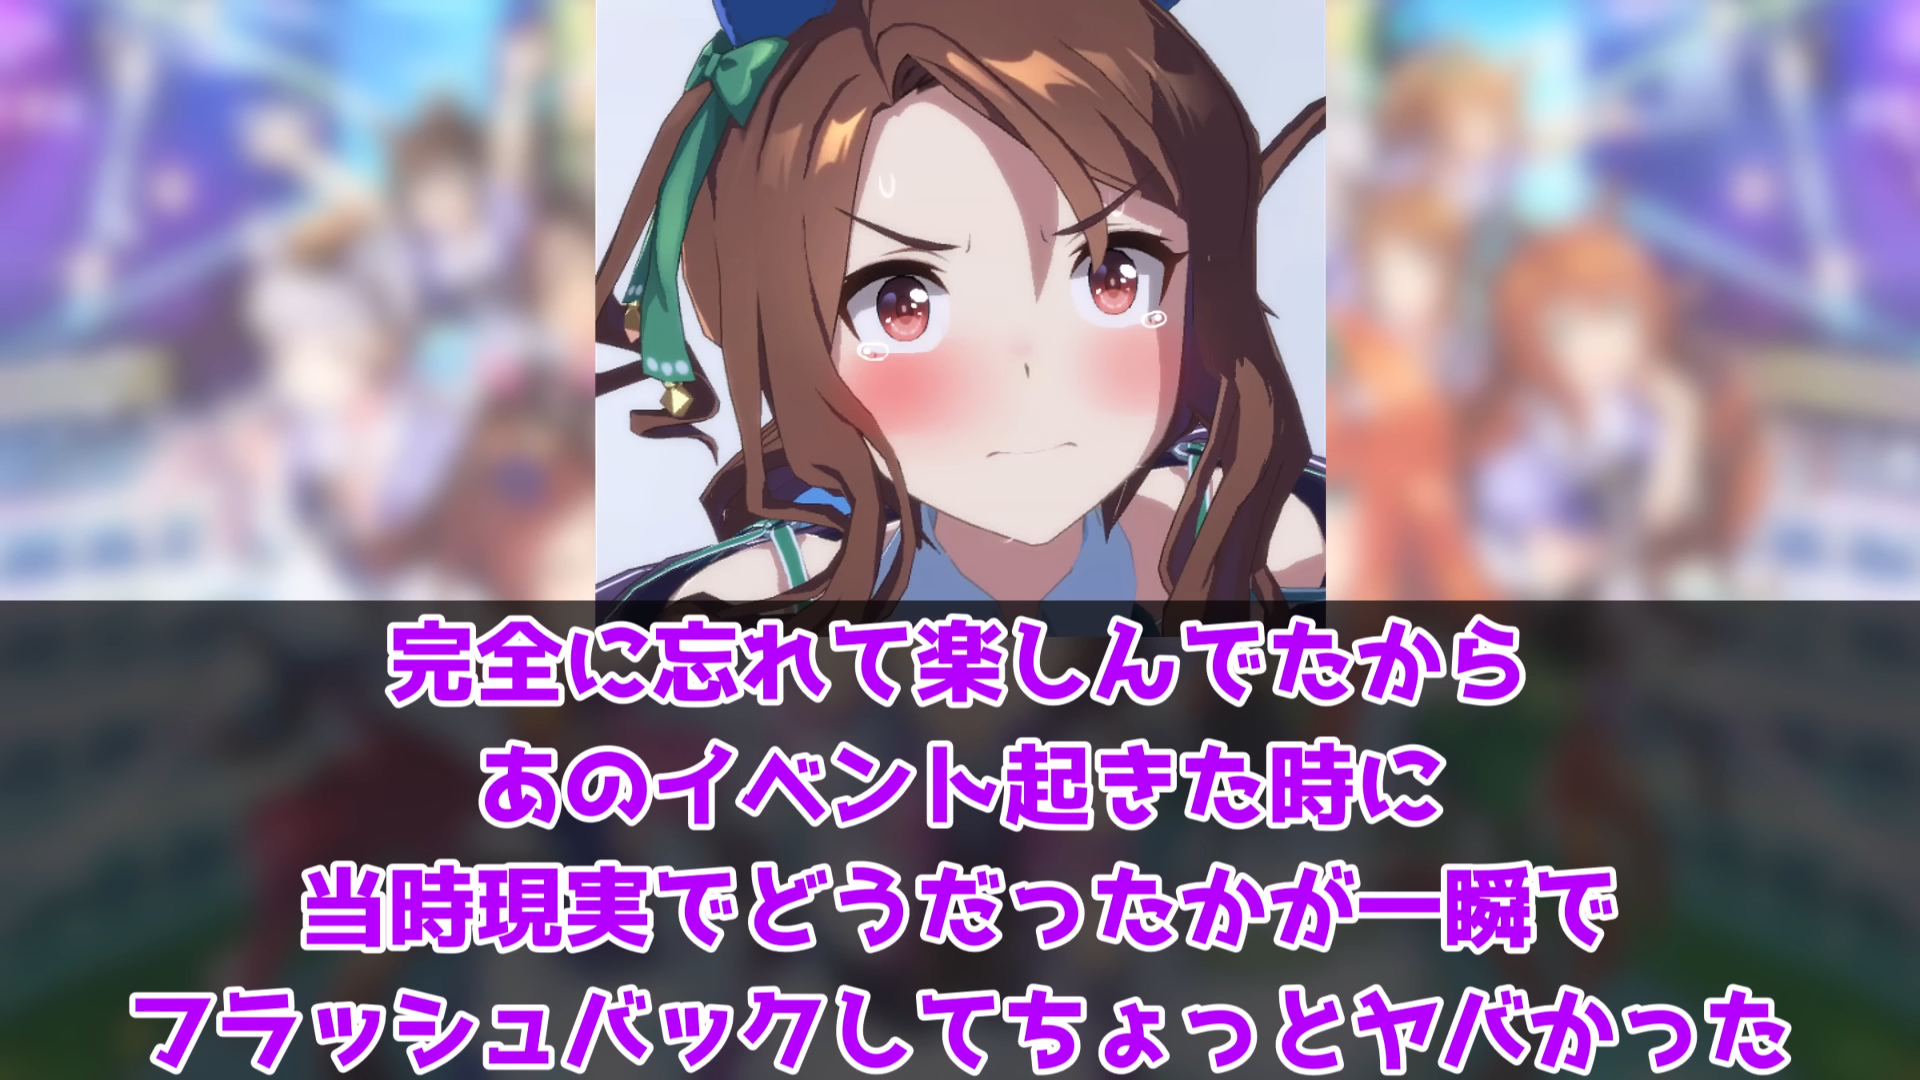 完全に忘れて楽しんでたから
あのイベント起きた時に
当時現実でどうだったかが一瞬で
フラッシュバックしてちょっとヤバかった